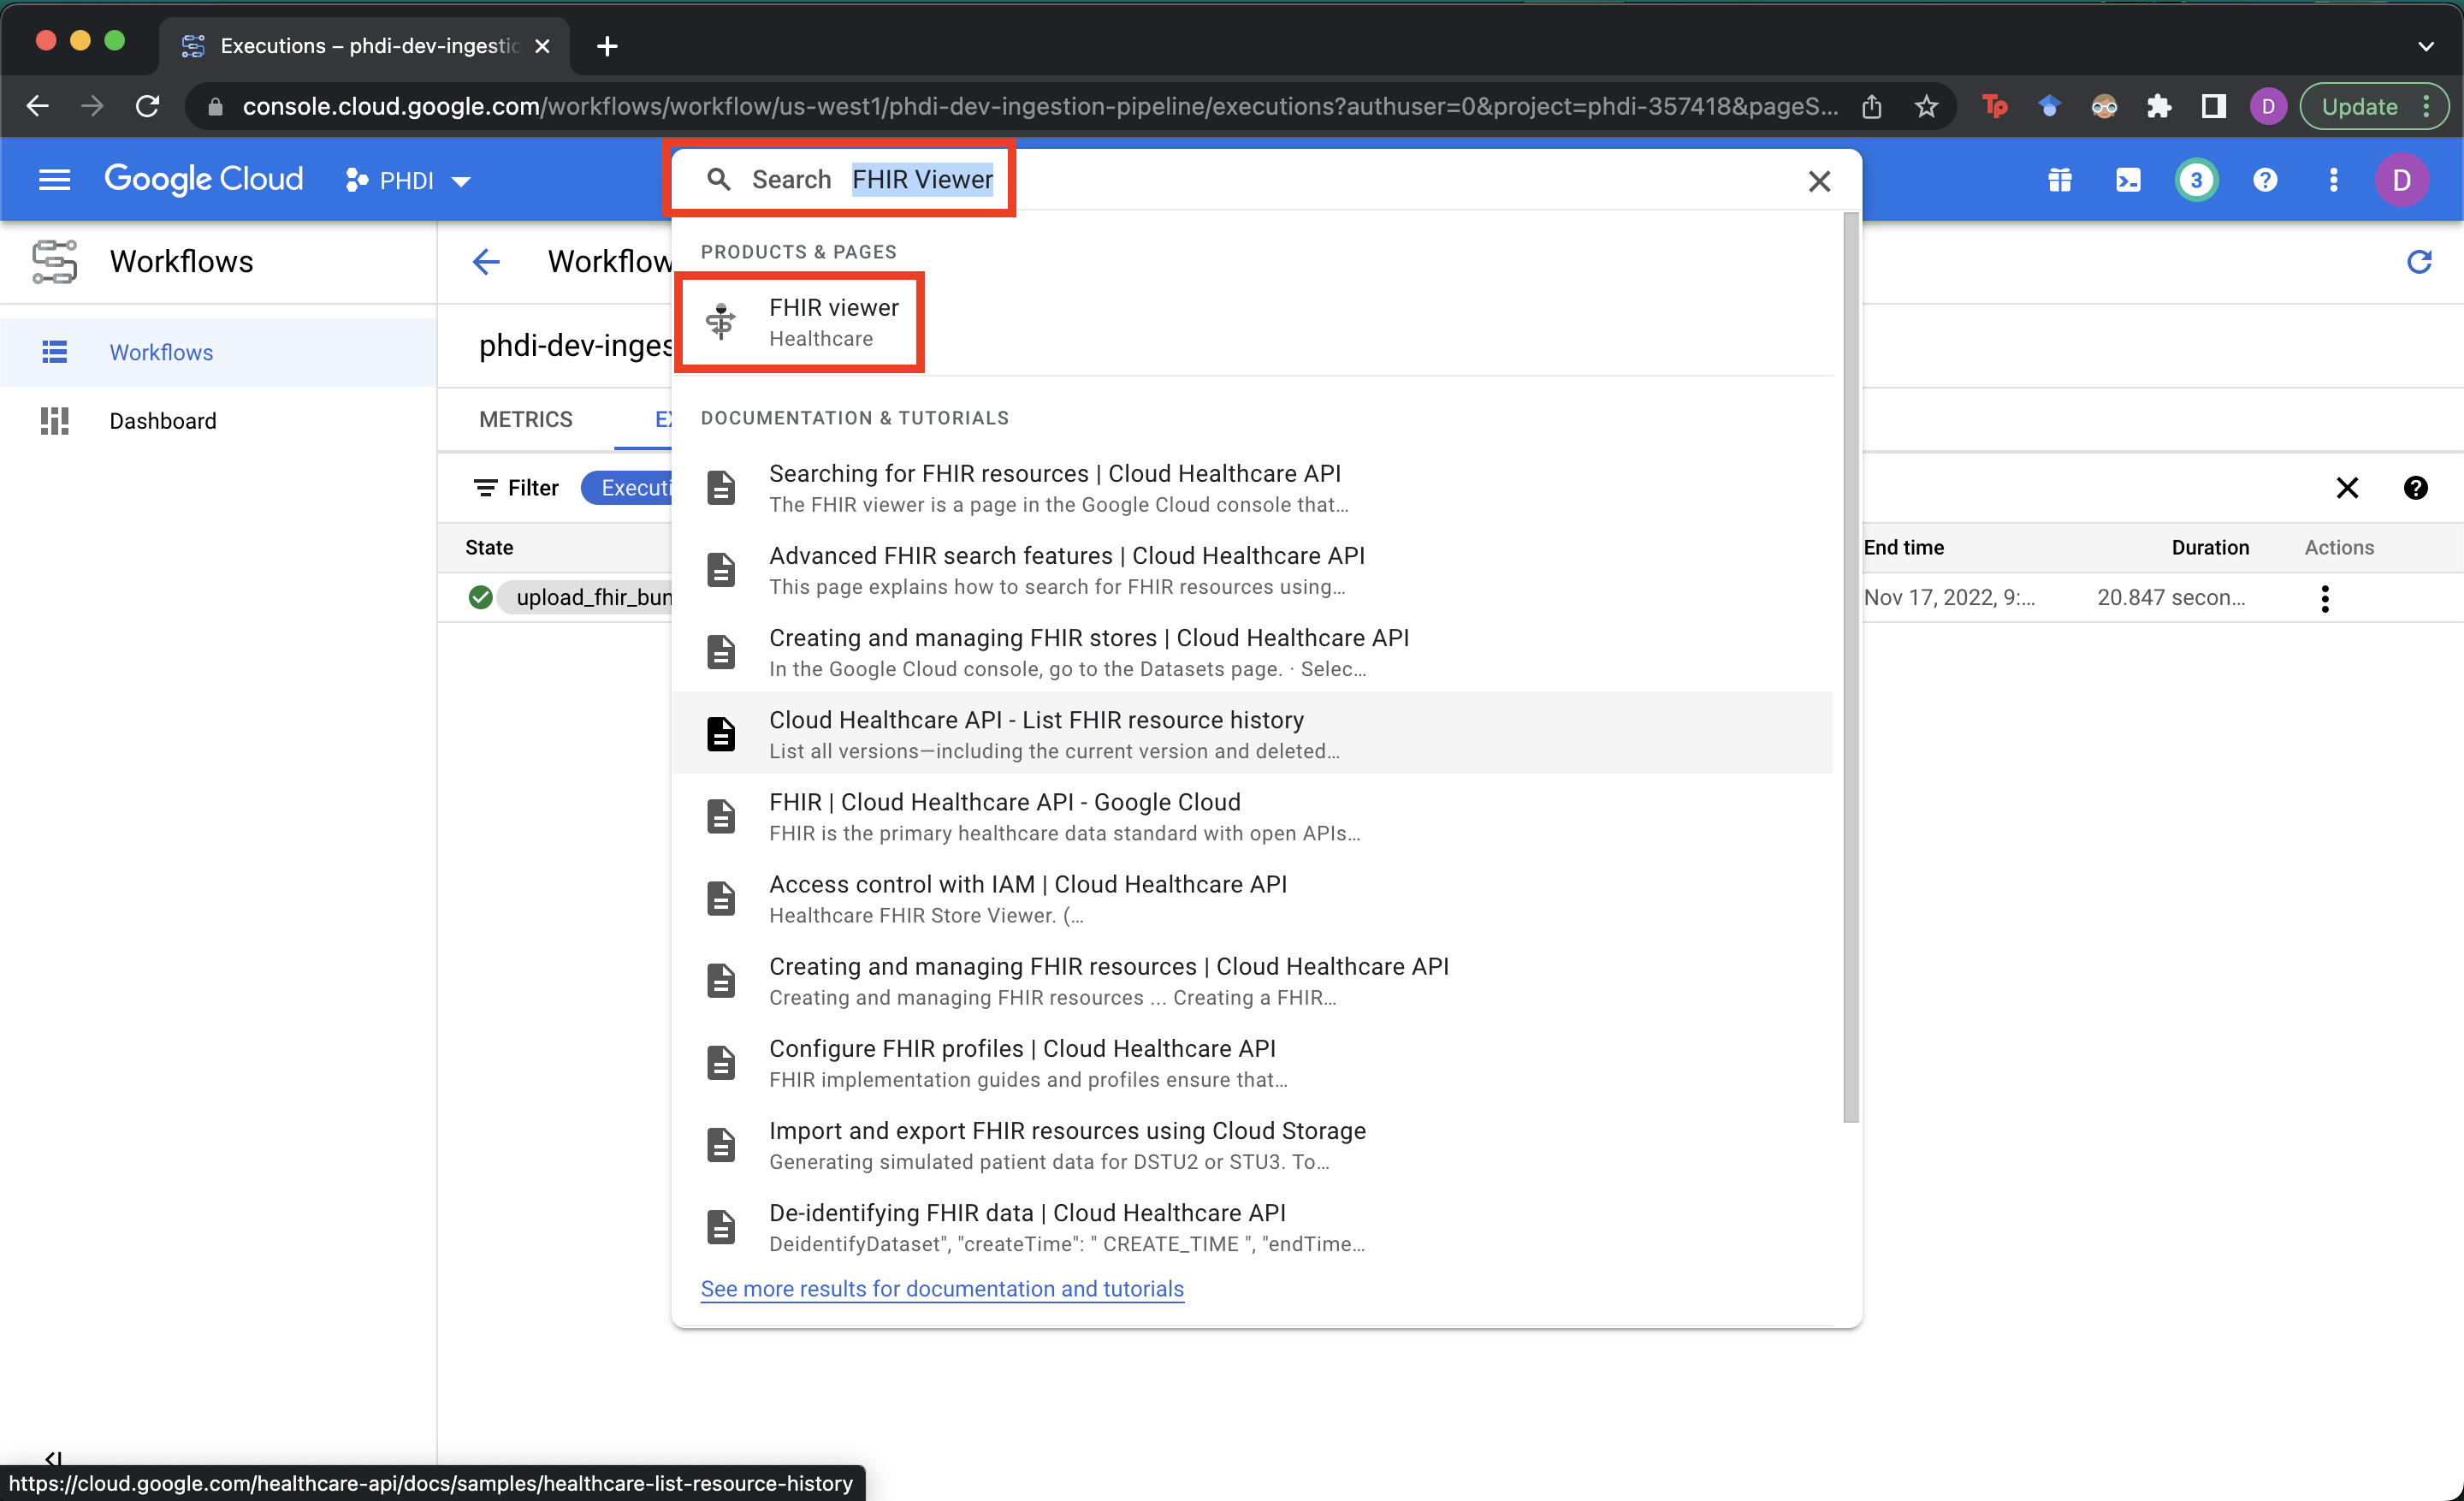 Executions – phdi-dev-ingestio
console.cloud.google.com/workflows/workflow/us-west1/phdi-dev-ingestion-pipeline/executions?authuser=0&project=phdi-357418&pageS...
Tp
D
Update
Google Cloud
PHDI
Search FHIR Viewer
3
D
Workflows
Workflow
Workflows
Dashboard
phdi-dev-inges
METRICS
EX
Filter
Executi
State
End time
Duration
Actions
upload_fhir_bun
Nov 17, 2022, 9:...
20.847 secon...
PRODUCTS & PAGES
FHIR viewer
Healthcare
DOCUMENTATION & TUTORIALS
Searching for FHIR resources | Cloud Healthcare API
The FHIR viewer is a page in the Google Cloud console that...
Advanced FHIR search features | Cloud Healthcare API
This page explains how to search for FHIR resources using...
Creating and managing FHIR stores | Cloud Healthcare API
In the Google Cloud console, go to the Datasets page. · Selec...
Cloud Healthcare API - List FHIR resource history
List all versions—including the current version and deleted...
FHIR | Cloud Healthcare API - Google Cloud
FHIR is the primary healthcare data standard with open APIs...
Access control with IAM | Cloud Healthcare API
Healthcare FHIR Store Viewer. (...
Creating and managing FHIR resources | Cloud Healthcare API
Creating and managing FHIR resources ... Creating a FHIR...
Configure FHIR profiles | Cloud Healthcare API
FHIR implementation guides and profiles ensure that...
Import and export FHIR resources using Cloud Storage
Generating simulated patient data for DSTU2 or STU3. To...
De-identifying FHIR data | Cloud Healthcare API
DeidentifyDataset", "createTime": " CREATE_TIME ", "endTime...
See more results for documentation and tutorials
https://cloud.google.com/healthcare-api/docs/samples/healthcare-list-resource-history